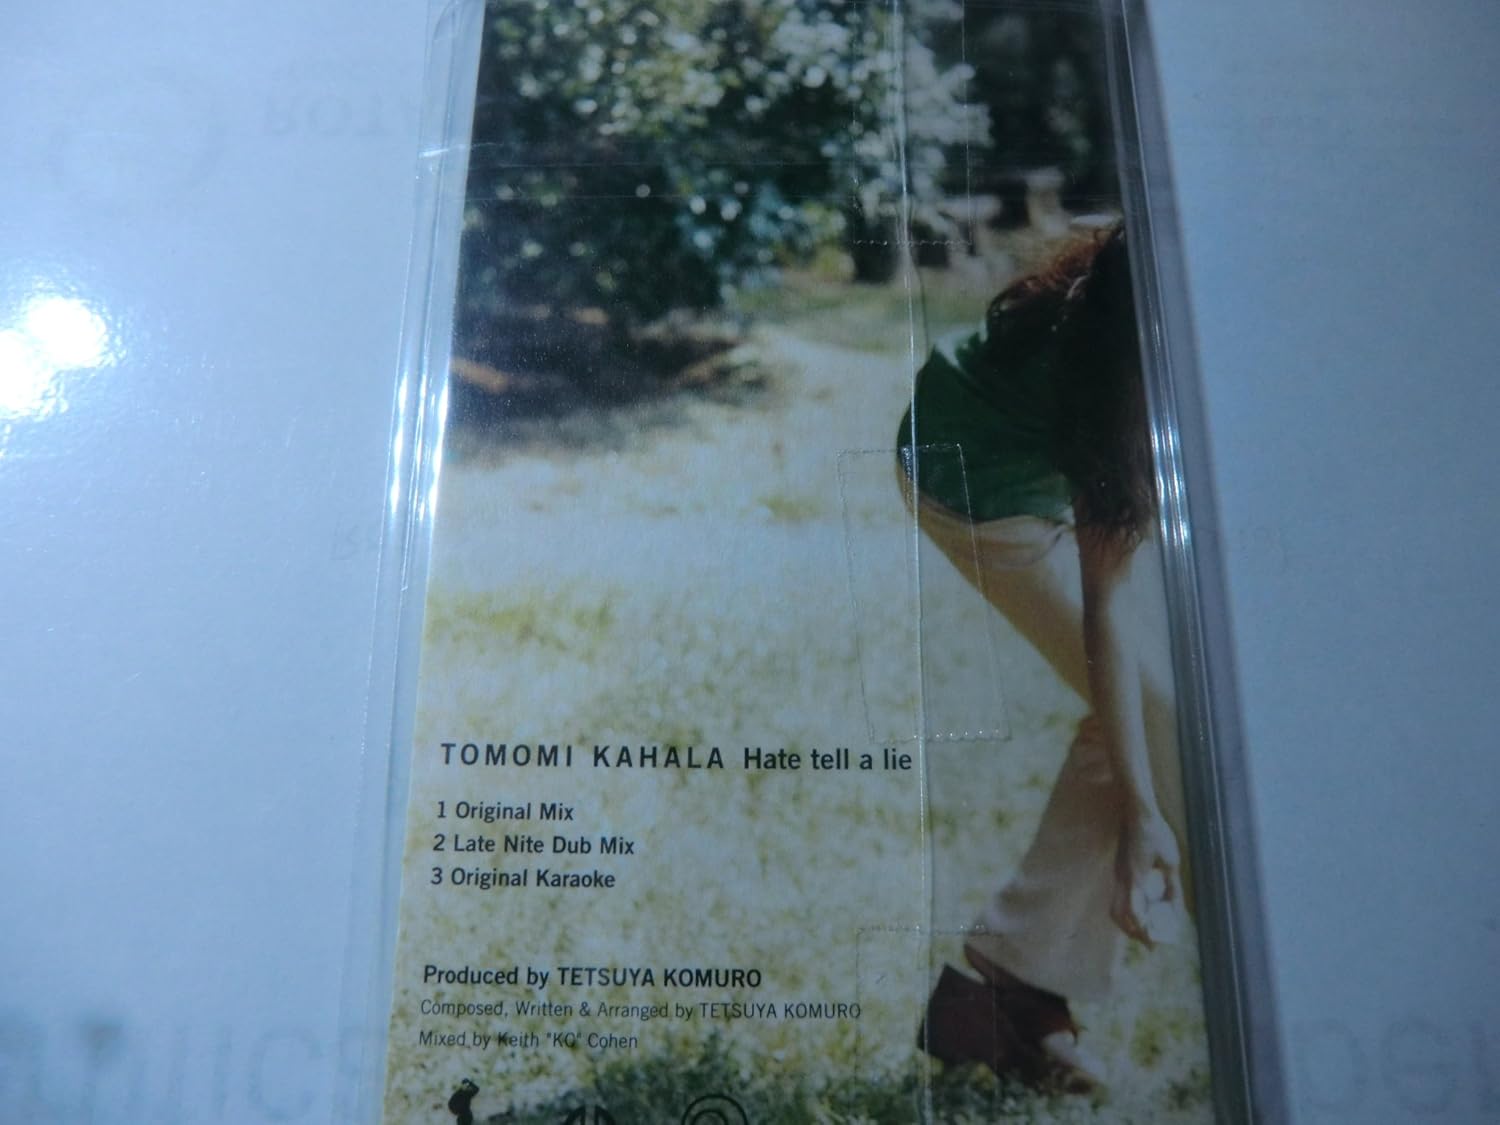 TOMOMI KAHALA Hate tell a lie
1 Original Mix
2 Late Nite Dub Mix
3 Original Karaoke
Produced by TETSUYA KOMURO
Composed, Written & Arranged by TETSUYA KOMURO
Mixed by Keith "KC" Cohen